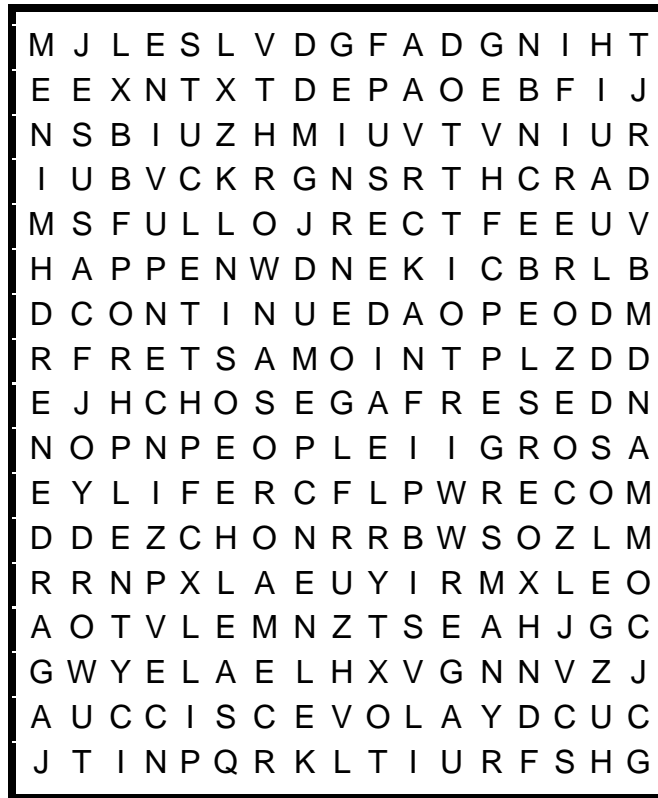 M J L E S L V D G F A D G N I H T
E E X N T X T D E P A O E B F I J
N S B I U Z H M I U V T V N I U R
I U B V C K R G N S R T H C R A D
M S F U L L O J R E C T F E E U V
H A P P E N W D N E K I C B R L B
D C O N T I N U E D A O P E O D M
R F R E T S A M O I N T P L Z D D
E J H C H O S E G A F R E S E D N
N O P N P E O P L E I I G R O S A
E Y L I F E R C F L P W R E C O M
D D E Z C H O N R R B W S O Z L M
R R N P X L A E U Y I R M X L E O
A O T V L E M N Z T S E A H J G C
G W Y E L A E L H X V G N N V Z J
A U C C I S C E V O L A Y D C U C
J T I N P Q R K L T I U R F S H G